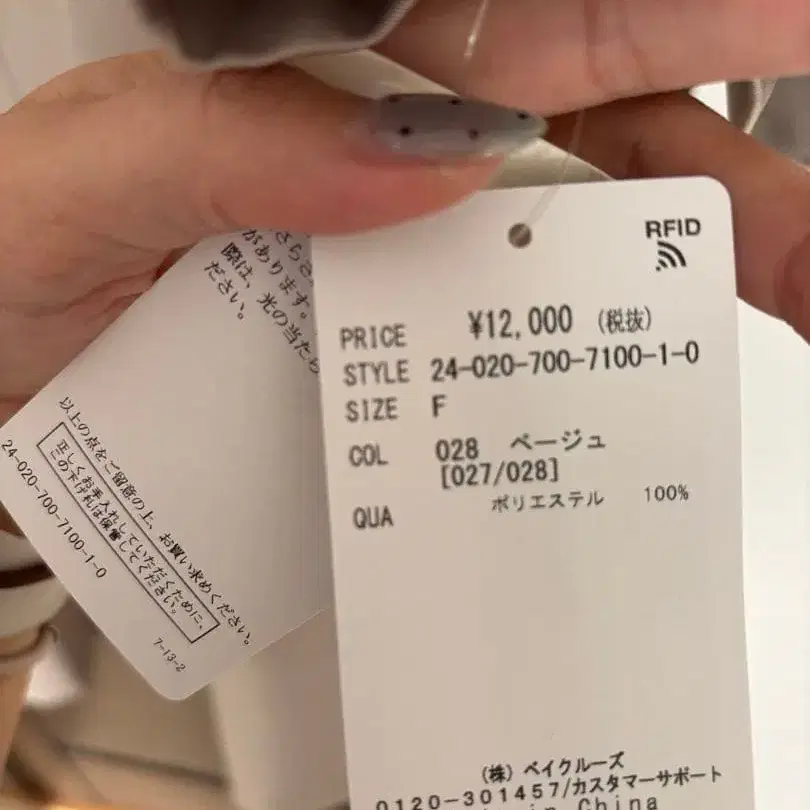 RFID
PRICE ¥12,000 (税抜)
STYLE 24-020-700-7100-1-0
SIZE F
COL 028 ベージュ
[027/028]
QUA ポリエステル 100%
(株) ベイクルーズ
0120-301457/カスタマーサポート
in China
があります。
際は、光の当たら
ださい。
以上の点をご留意の上、お買い求めください。
正しくお手入れしていただくために、
この下げ札は保管してください。
24-020-700-7100-1-0
7-13-2